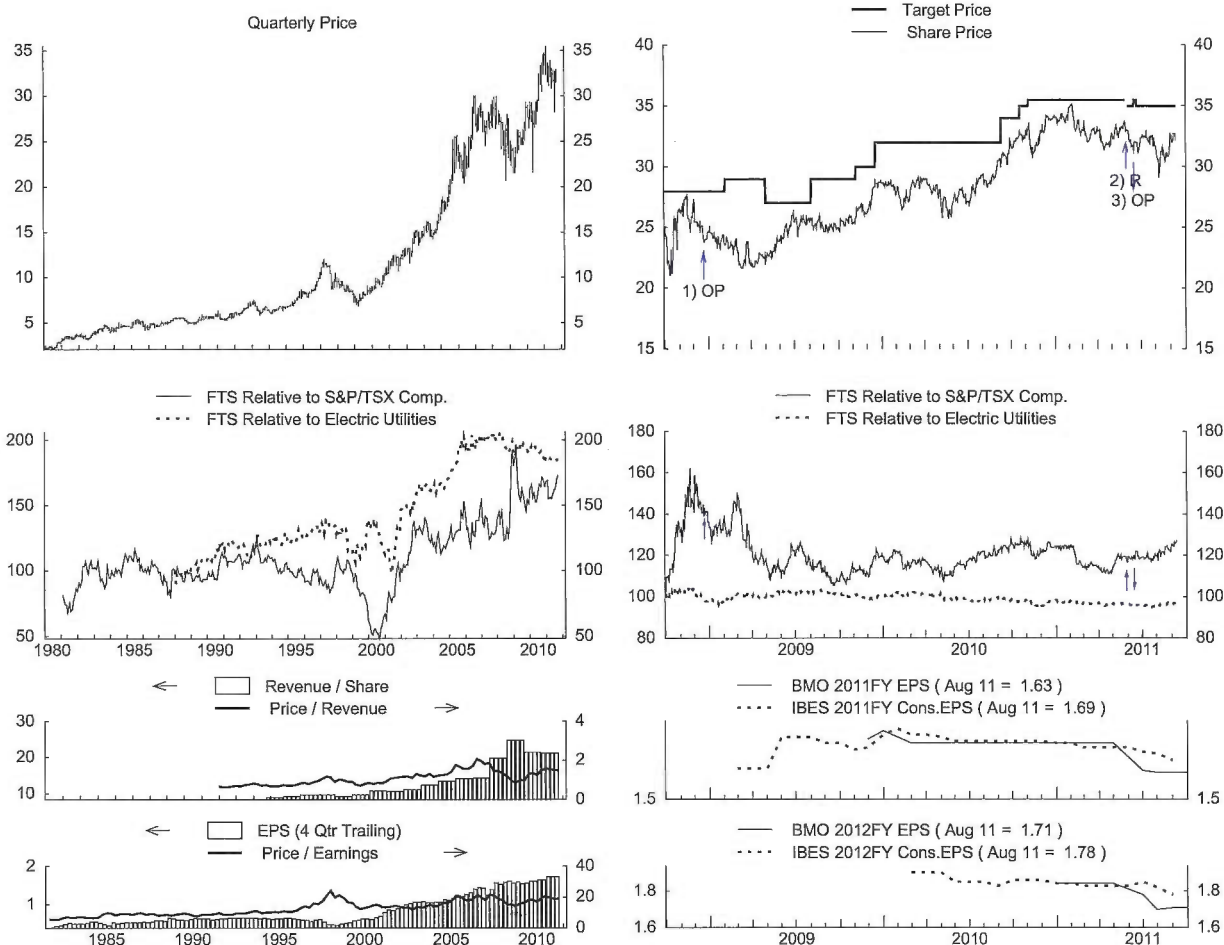 Quarterly Price
35 35
30 30
25 25
20 20
15 15
10 10
5 5
FTS Relative to S&P/TSX Comp.
FTS Relative to Electric Utilities
200 200
150 150
100 100
50 50
1980 1985 1990 1995 2000 2005 2010
Revenue / Share
Price / Revenue
30 4
20 2
10 0
EPS (4 Qtr Trailing)
Price / Earnings
2 40
1 20
0
1985 1990 1995 2000 2005 2010
Target Price
Share Price
40 40
35 35
30 30
25 25
20 20
15 15
1) OP
2) R
3) OP
FTS Relative to S&P/TSX Comp.
FTS Relative to Electric Utilities
180 180
160 160
140 140
120 120
100 100
80 80
2009 2010 2011
BMO 2011FY EPS ( Aug 11 = 1.63)
IBES 2011FY Cons.EPS ( Aug 11 = 1.69)
1.5 1.5
BMO 2012FY EPS ( Aug 11 = 1.71)
IBES 2012FY Cons.EPS ( Aug 11 = 1.78)
1.8 1.8
1.6 1.6
2009 2010 2011